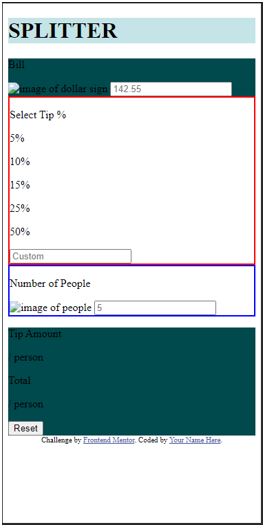 SPLITTER
Bill
image of dollar sign 142.55
Select Tip %
5%
10%
15%
25%
50%
Custom
Number of People
image of people 5
Tip Amount
/ person
Total
/ person
Reset
Challenge by Frontend Mentor. Coded by Your Name Here.